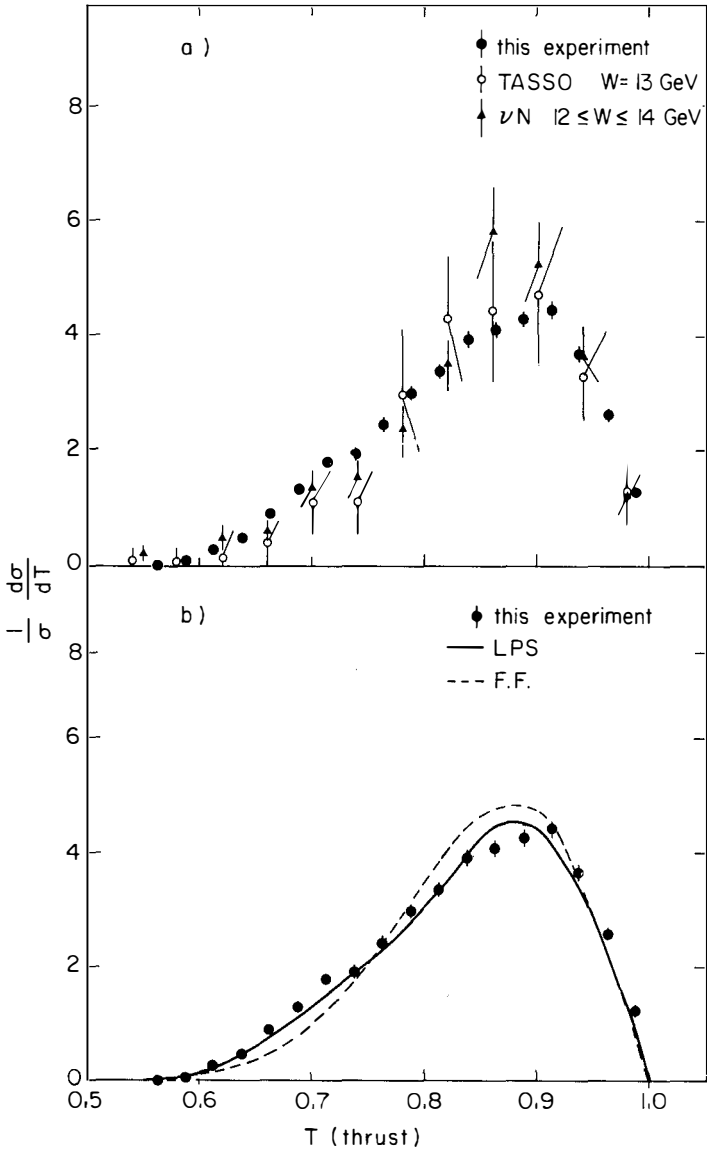 a)
this experiment
TASSO W= 13 GeV
νN 12 ≤ W ≤ 14 GeV
8
6
4
2
0
1/σ dσ/dT
b)
this experiment
LPS
F.F.
8
6
4
2
0
0.5 0.6 0.7 0.8 0.9 1.0
T (thrust)